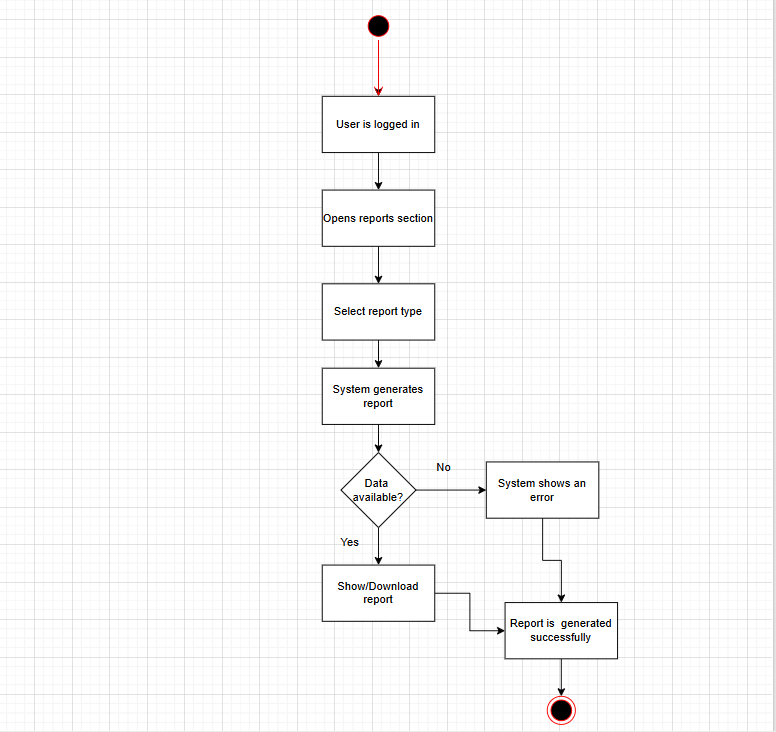 User is logged in
Opens reports section
Select report type
System generates
report
Data
available?
No
System shows an
error
Yes
Show/Download
report
Report is  generated
successfully